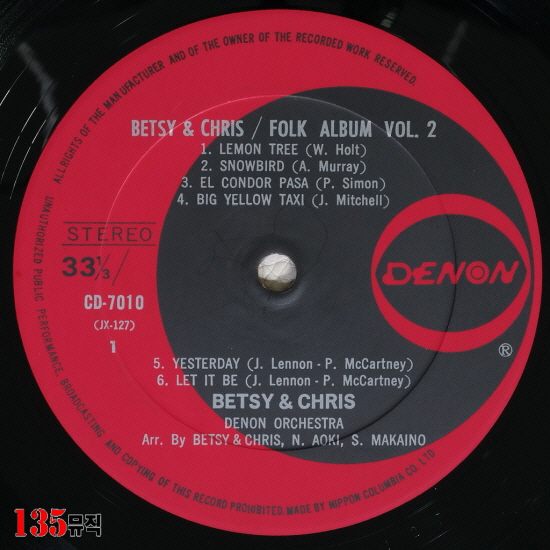 ALL RIGHTS OF THE MANUFACTURER AND OF THE OWNER OF THE RECORDED WORK RESERVED.
UNAUTHORIZED PUBLIC PERFORMANCE, BROADCASTING AND COPYING OF THIS RECORD PROHIBITED. MADE BY NIPPON COLUMBIA CO. LTD.
BETSY & CHRIS / FOLK ALBUM VOL. 2
1. LEMON TREE (W. Holt)
2. SNOWBIRD (A. Murray)
3. EL CONDOR PASA (P. Simon)
4. BIG YELLOW TAXI (J. Mitchell)
STEREO
33 1/3
CD-7010
(JX-127)
1
DENON
®
5. YESTERDAY (J. Lennon - P. McCartney)
6. LET IT BE (J. Lennon - P. McCartney)
BETSY & CHRIS
DENON ORCHESTRA
Arr. By BETSY & CHRIS, N. AOKI, S. MAKAINO
135뮤직